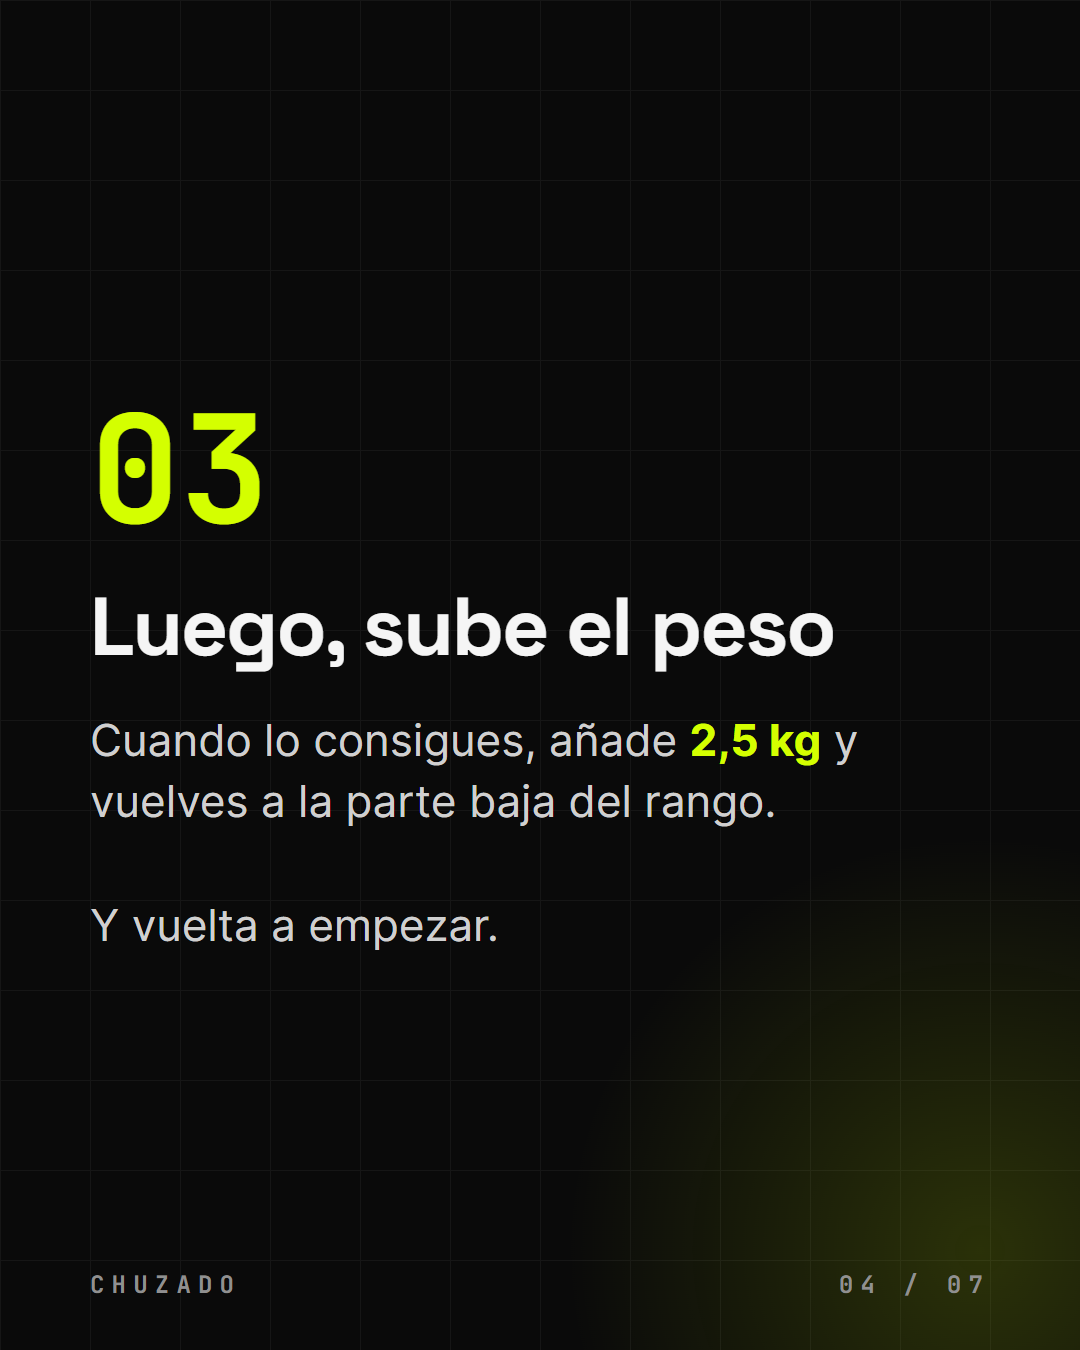 03
Luego, sube el peso
Cuando lo consigues, añade 2,5 kg y
vuelves a la parte baja del rango.
Y vuelta a empezar.
CHUZADO
04 / 07